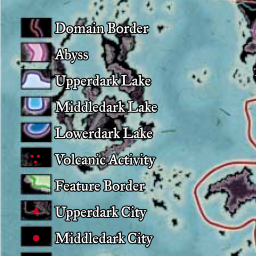 Domain Border
Abyss
Upperdark Lake
Middledark Lake
Lowerdark Lake
Volcanic Activity
Feature Border
Upperdark City
Middledark City